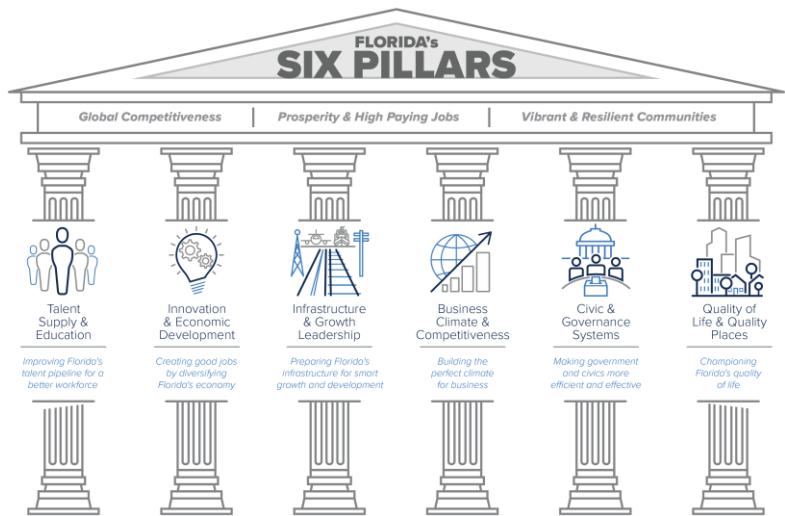 FLORIDA's
SIX PILLARS
Global Competitiveness | Prosperity & High Paying Jobs | Vibrant & Resilient Communities
Talent
Supply &
Education
Improving Florida's
talent pipeline for a
better workforce
Innovation
& Economic
Development
Creating good jobs
by diversifying
Florida's economy
Infrastructure
& Growth
Leadership
Preparing Florida's
infrastructure for smart
growth and development
Business
Climate &
Competitiveness
Building the
perfect climate
for business
Civic &
Governance
Systems
Making government
and civics more
efficient and effective
Quality of
Life & Quality
Places
Championing
Florida's quality
of life